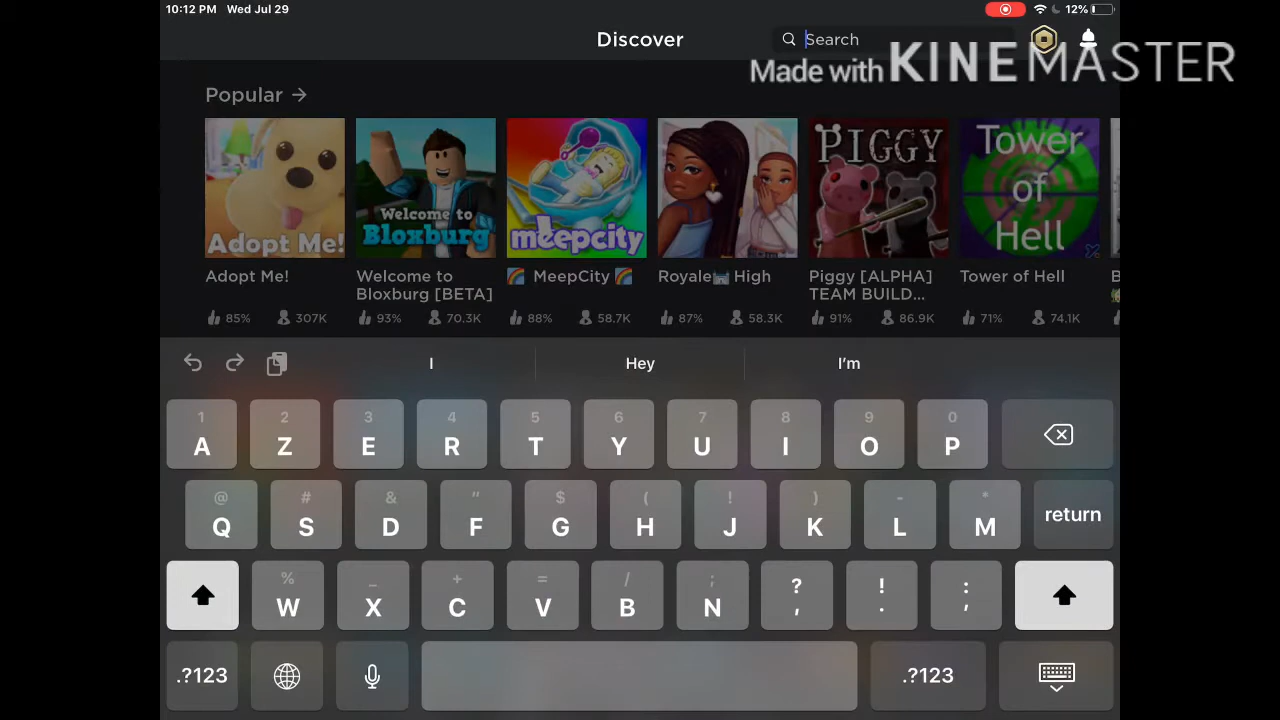 10:12 PM Wed Jul 29 12%
Discover Search
Made with KINEMASTER
Popular →
Adopt Me! Welcome to Bloxburg meepcity PIGGY Tower of Hell
Adopt Me! Welcome to Bloxburg [BETA] 🌈 MeepCity 🌈 Royale🏰 High Piggy [ALPHA] TEAM BUILD... Tower of Hell
85% 307K 93% 70.3K 88% 58.7K 87% 58.3K 91% 86.9K 71% 74.1K
I Hey I'm
1 2 3 4 5 6 7 8 9 0
A Z E R T Y U I O P
@ # & " $ ( ! ) - *
Q S D F G H J K L M return
% _ + = / ; ? ! :
W X C V B N , . '
.?123 .?123